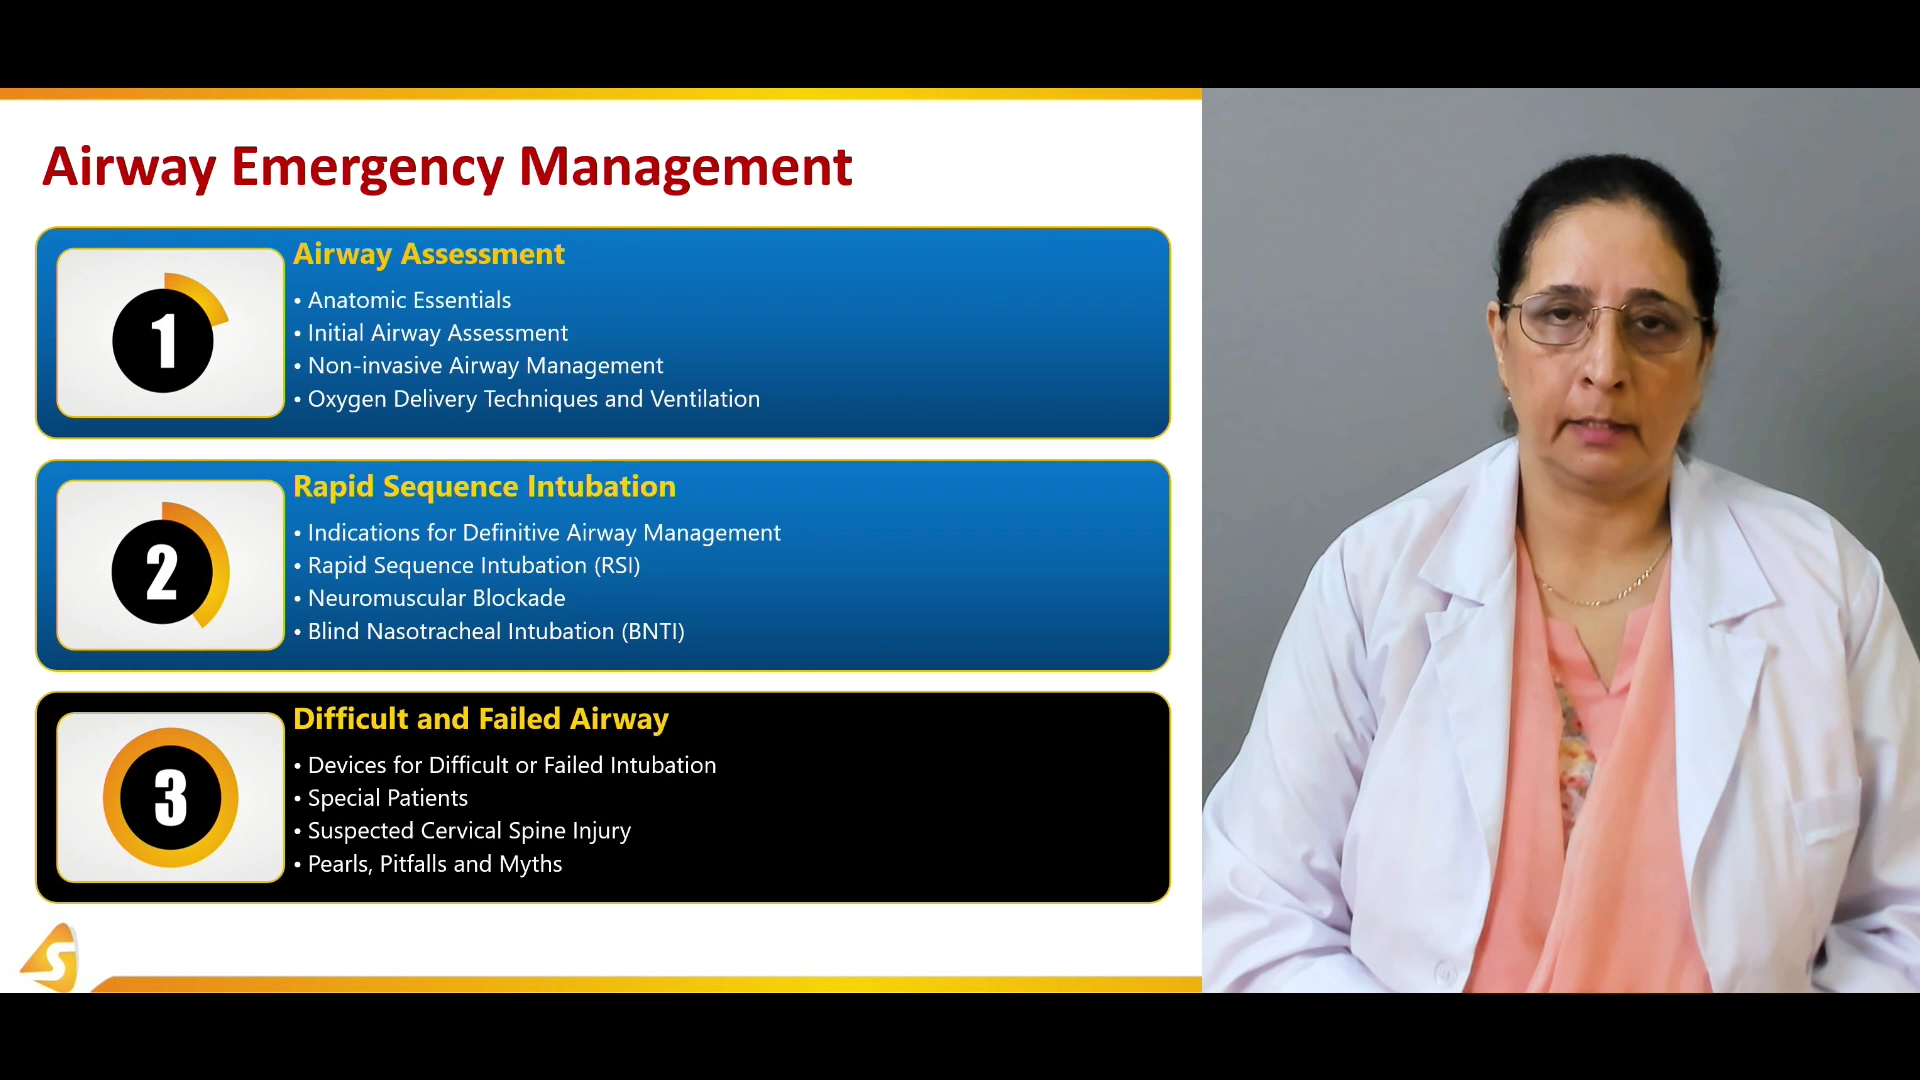 Airway Emergency Management
1
Airway Assessment
• Anatomic Essentials
• Initial Airway Assessment
• Non-invasive Airway Management
• Oxygen Delivery Techniques and Ventilation
2
Rapid Sequence Intubation
• Indications for Definitive Airway Management
• Rapid Sequence Intubation (RSI)
• Neuromuscular Blockade
• Blind Nasotracheal Intubation (BNTI)
3
Difficult and Failed Airway
• Devices for Difficult or Failed Intubation
• Special Patients
• Suspected Cervical Spine Injury
• Pearls, Pitfalls and Myths
S